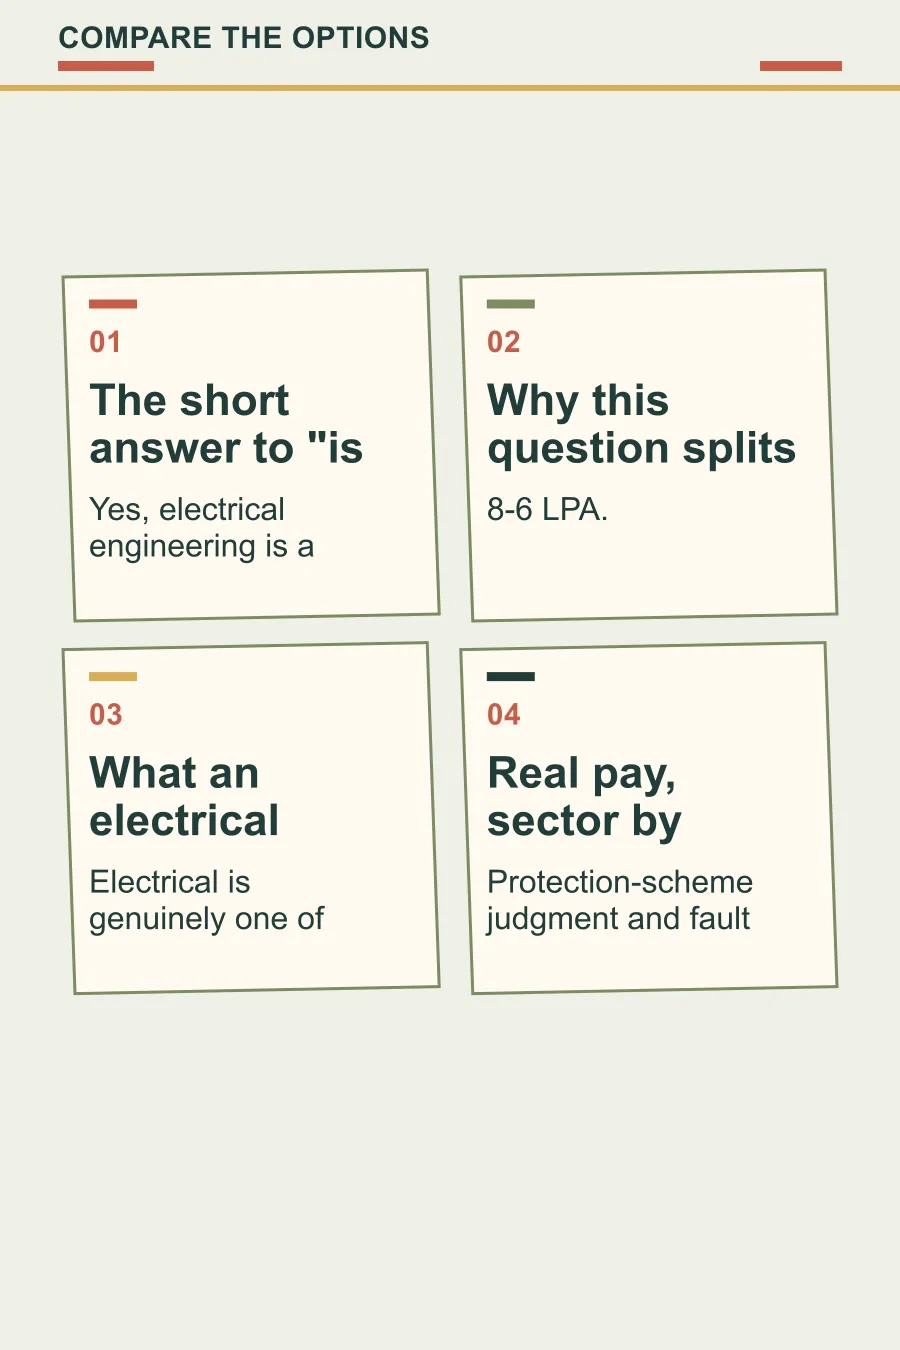 COMPARE THE OPTIONS
01
The short
answer to "is
Yes, electrical
engineering is a
02
Why this
question splits
8-6 LPA.
03
What an
electrical
Electrical is
genuinely one of
04
Real pay,
sector by
Protection-scheme
judgment and fault